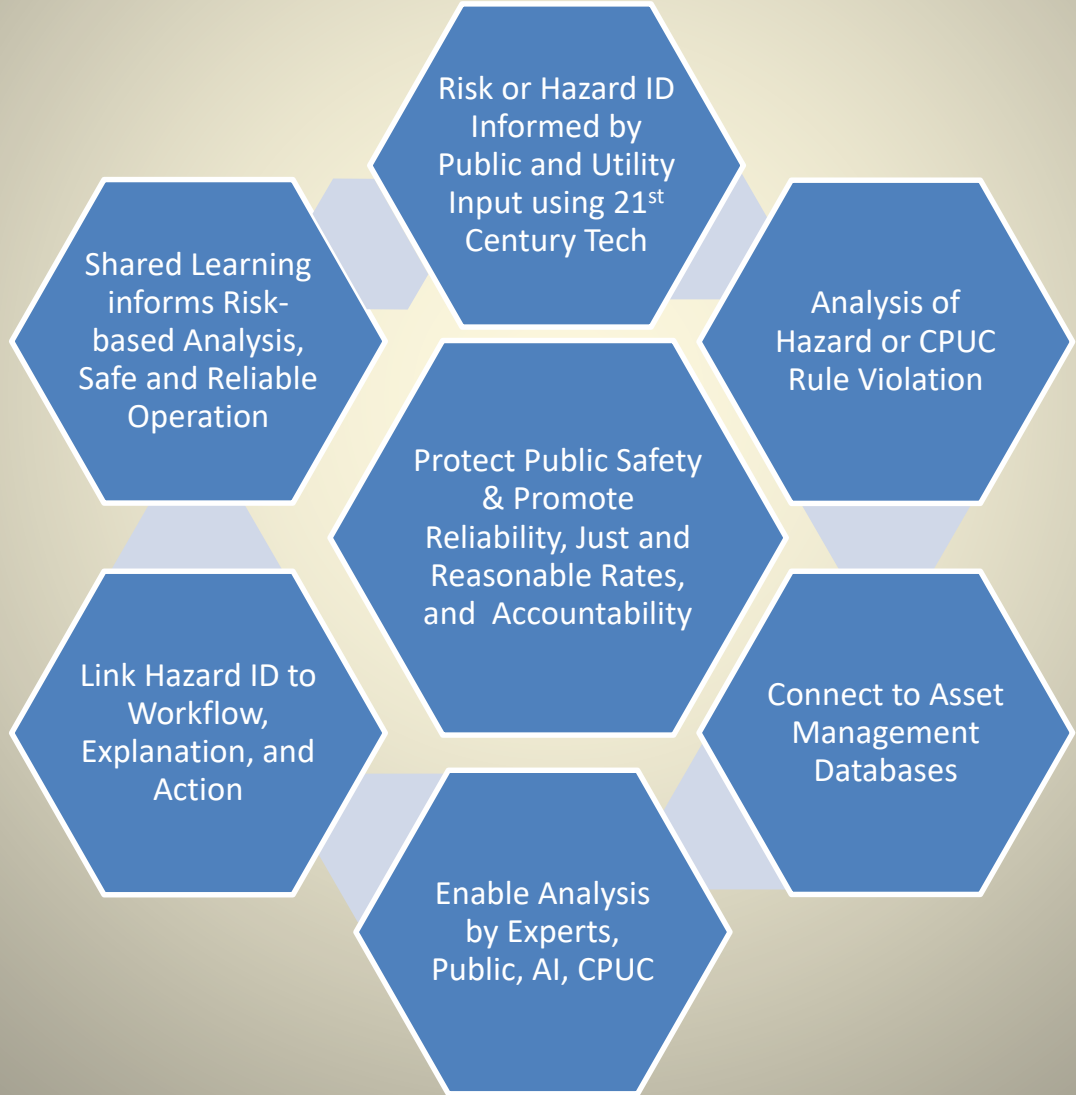 Risk or Hazard ID
Informed by
Public and Utility
Input using 21st
Century Tech
Analysis of
Hazard or CPUC
Rule Violation
Connect to Asset
Management
Databases
Enable Analysis
by Experts,
Public, AI, CPUC
Link Hazard ID to
Workflow,
Explanation, and
Action
Shared Learning
informs Risk-
based Analysis,
Safe and Reliable
Operation
Protect Public Safety
& Promote
Reliability, Just and
Reasonable Rates,
and  Accountability